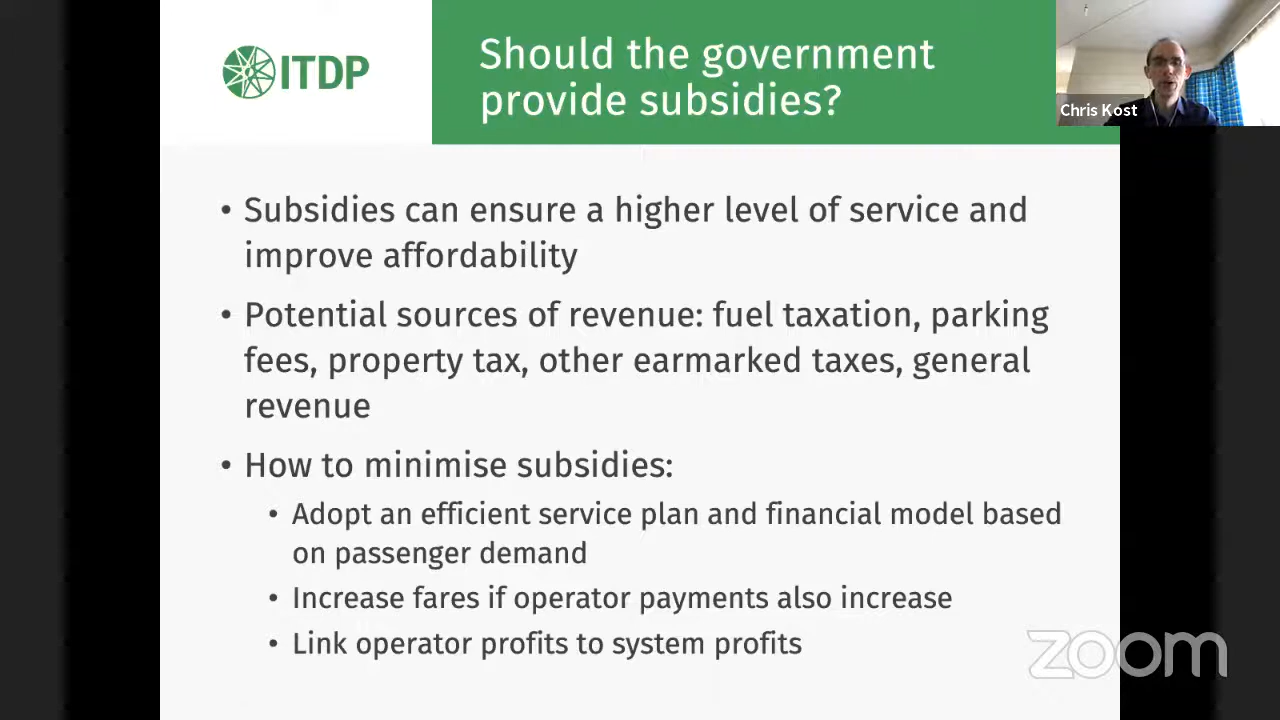 ITDP
Should the government
provide subsidies?
Chris Kost
• Subsidies can ensure a higher level of service and
improve affordability
• Potential sources of revenue: fuel taxation, parking
fees, property tax, other earmarked taxes, general
revenue
• How to minimise subsidies:
• Adopt an efficient service plan and financial model based
on passenger demand
• Increase fares if operator payments also increase
• Link operator profits to system profits
zoom